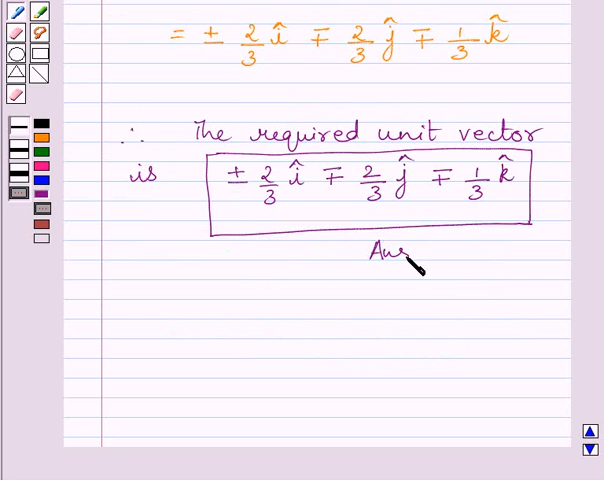 = ± 2/3 î ∓ 2/3 ĵ ∓ 1/3 k̂
∴ The required unit vector
is ± 2/3 î ∓ 2/3 ĵ ∓ 1/3 k̂
Ans